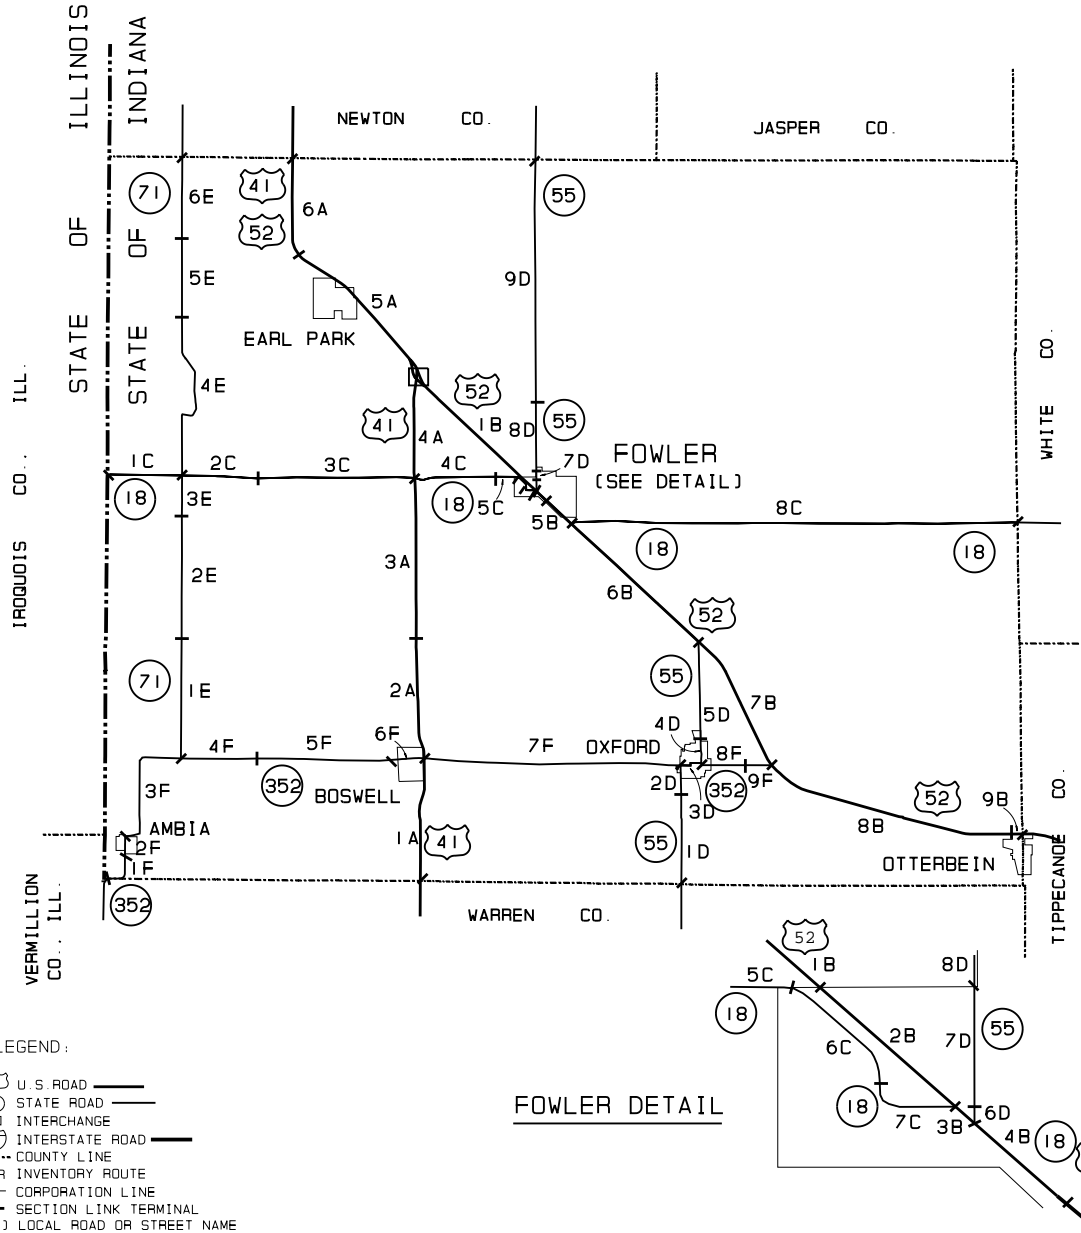 ILLINOIS
INDIANA
STATE OF
STATE OF
NEWTON CO.
JASPER CO.
WHITE CO.
TIPPECANOE CO.
WARREN CO.
IROQUOIS CO., ILL.
VERMILLION
CO., ILL.
71
6E
41
52
6A
55
5E
9D
5A
EARL PARK
4E
52
55
41
1B
8D
4A
FOWLER
(SEE DETAIL)
1C
2C
3C
4C
7D
18
3E
18
5C
5B
8C
18
18
2E
3A
6B
52
71
1E
2A
55
5D
7B
4F
5F
6F
7F
4D
OXFORD
8F
352
BOSWELL
2D
352
9F
3D
3F
52
9B
AMBIA
2F
1F
1A
41
55
1D
8B
OTTERBEIN
352
52
1B
8D
5C
18
2B
7D
55
6C
18
7C
3B
6D
4B
18
FOWLER DETAIL
LEGEND:
U.S. ROAD
STATE ROAD
INTERCHANGE
INTERSTATE ROAD
COUNTY LINE
INVENTORY ROUTE
CORPORATION LINE
SECTION LINK TERMINAL
LOCAL ROAD OR STREET NAME